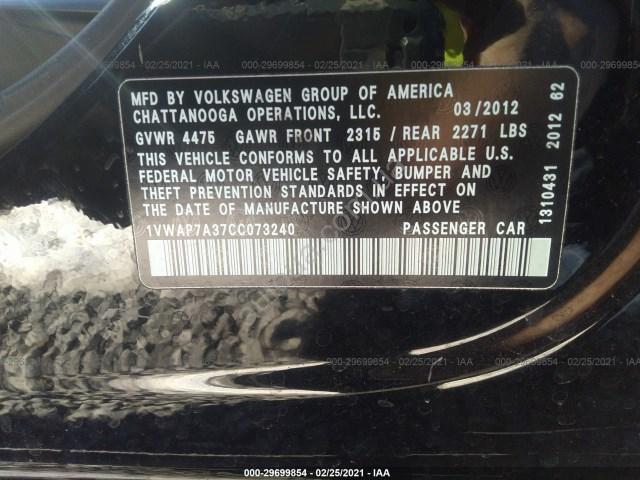 000-29699854 - 02/25/2021 - IAA
MFD BY VOLKSWAGEN GROUP OF AMERICA
CHATTANOOGA OPERATIONS, LLC. 03/2012
GVWR 4475 GAWR FRONT 2315 / REAR 2271 LBS
THIS VEHICLE CONFORMS TO ALL APPLICABLE U.S.
FEDERAL MOTOR VEHICLE SAFETY, BUMPER AND
THEFT PREVENTION STANDARDS IN EFFECT ON
THE DATE OF MANUFACTURE SHOWN ABOVE
1VWAP7A37CC073240 PASSENGER CAR
1310431 2012 62
000-29699854 - 02/25/2021 - IAA
000-29699854 - 02/25/2021 - IAA